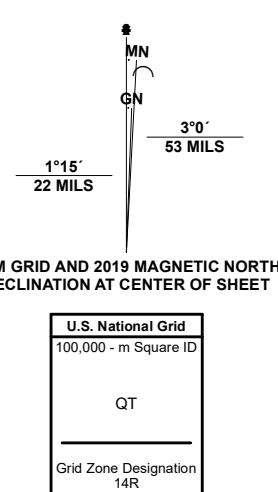 MN
GN
3°0´
53 MILS
1°15´
22 MILS
M GRID AND 2019 MAGNETIC NORTH
ECLINATION AT CENTER OF SHEET
U.S. National Grid
100,000 - m Square ID
QT
Grid Zone Designation
14R